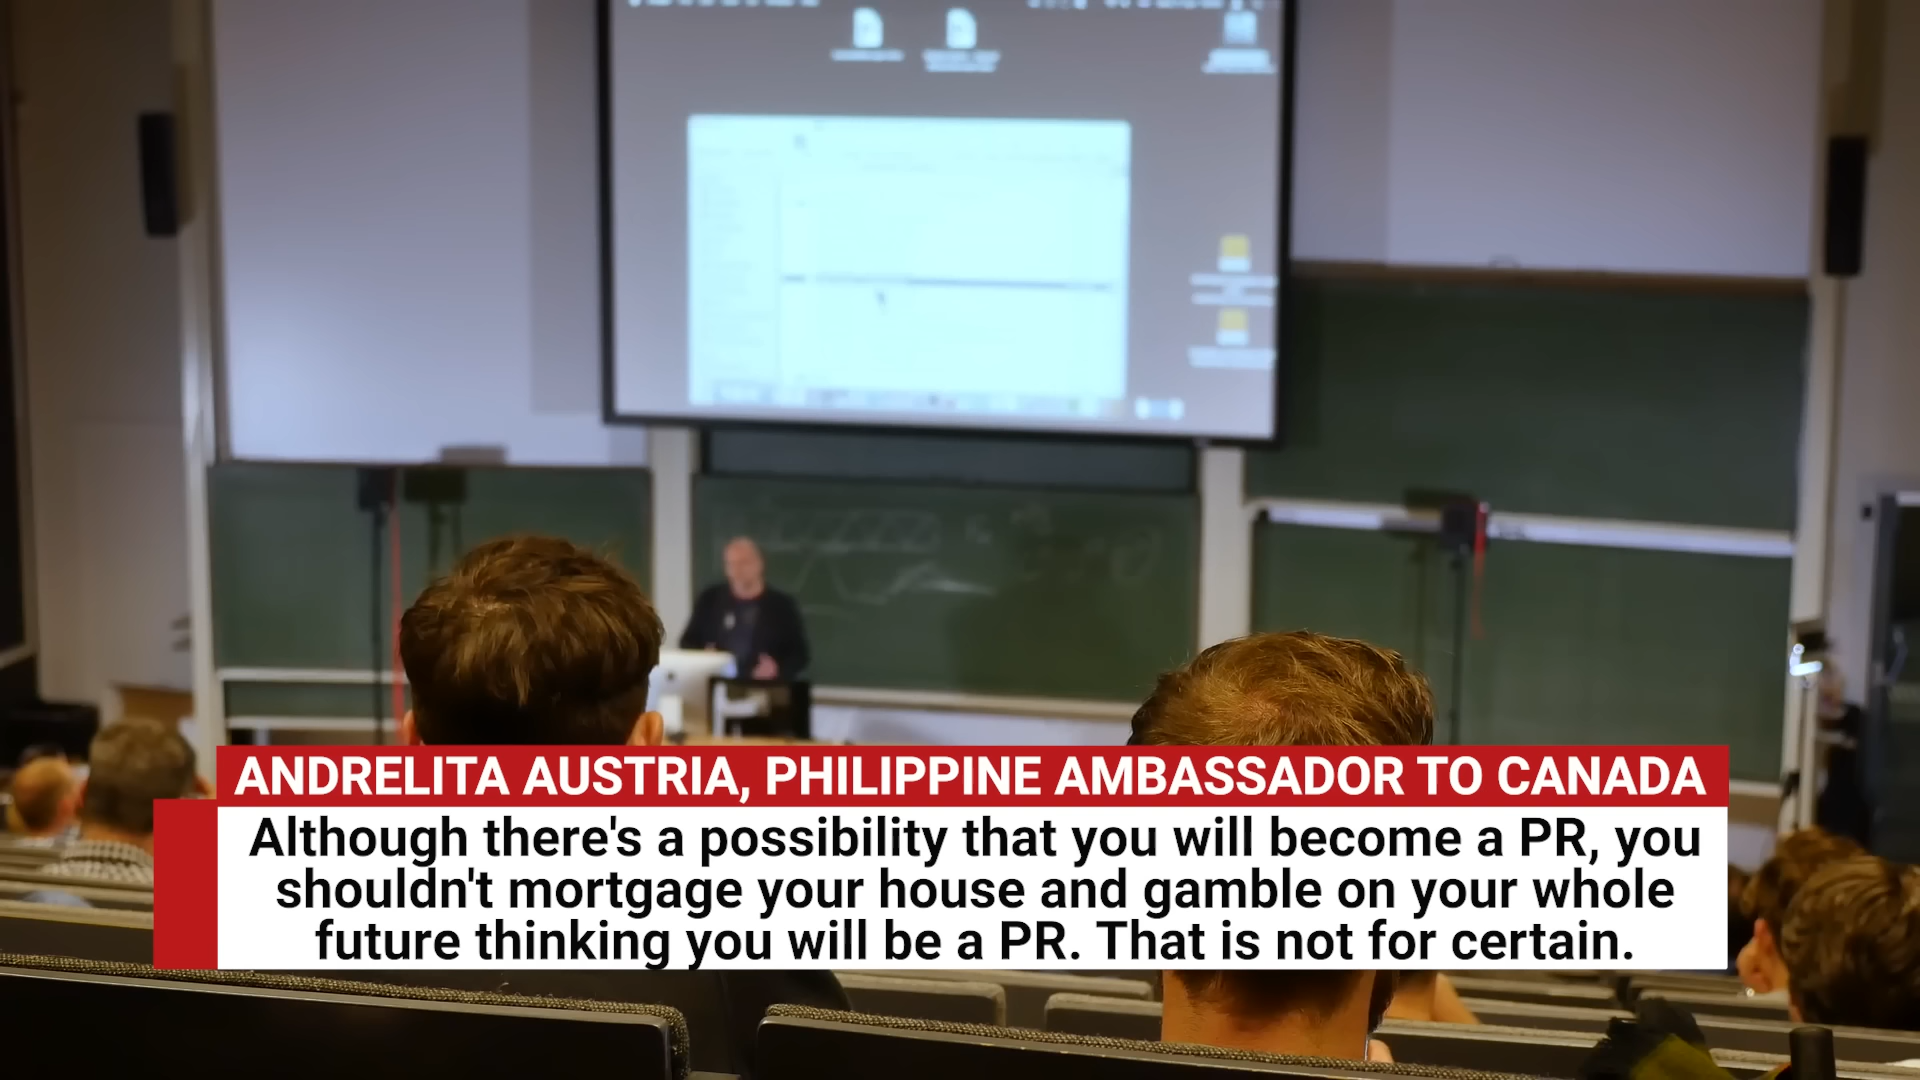 ANDRELITA AUSTRIA, PHILIPPINE AMBASSADOR TO CANADA
Although there's a possibility that you will become a PR, you
shouldn't mortgage your house and gamble on your whole
future thinking you will be a PR. That is not for certain.